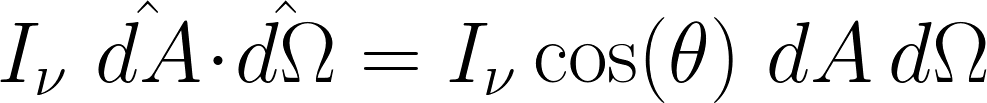 I_ν \hat{dA}·\hat{dΩ} = I_ν cos(θ) dA dΩ